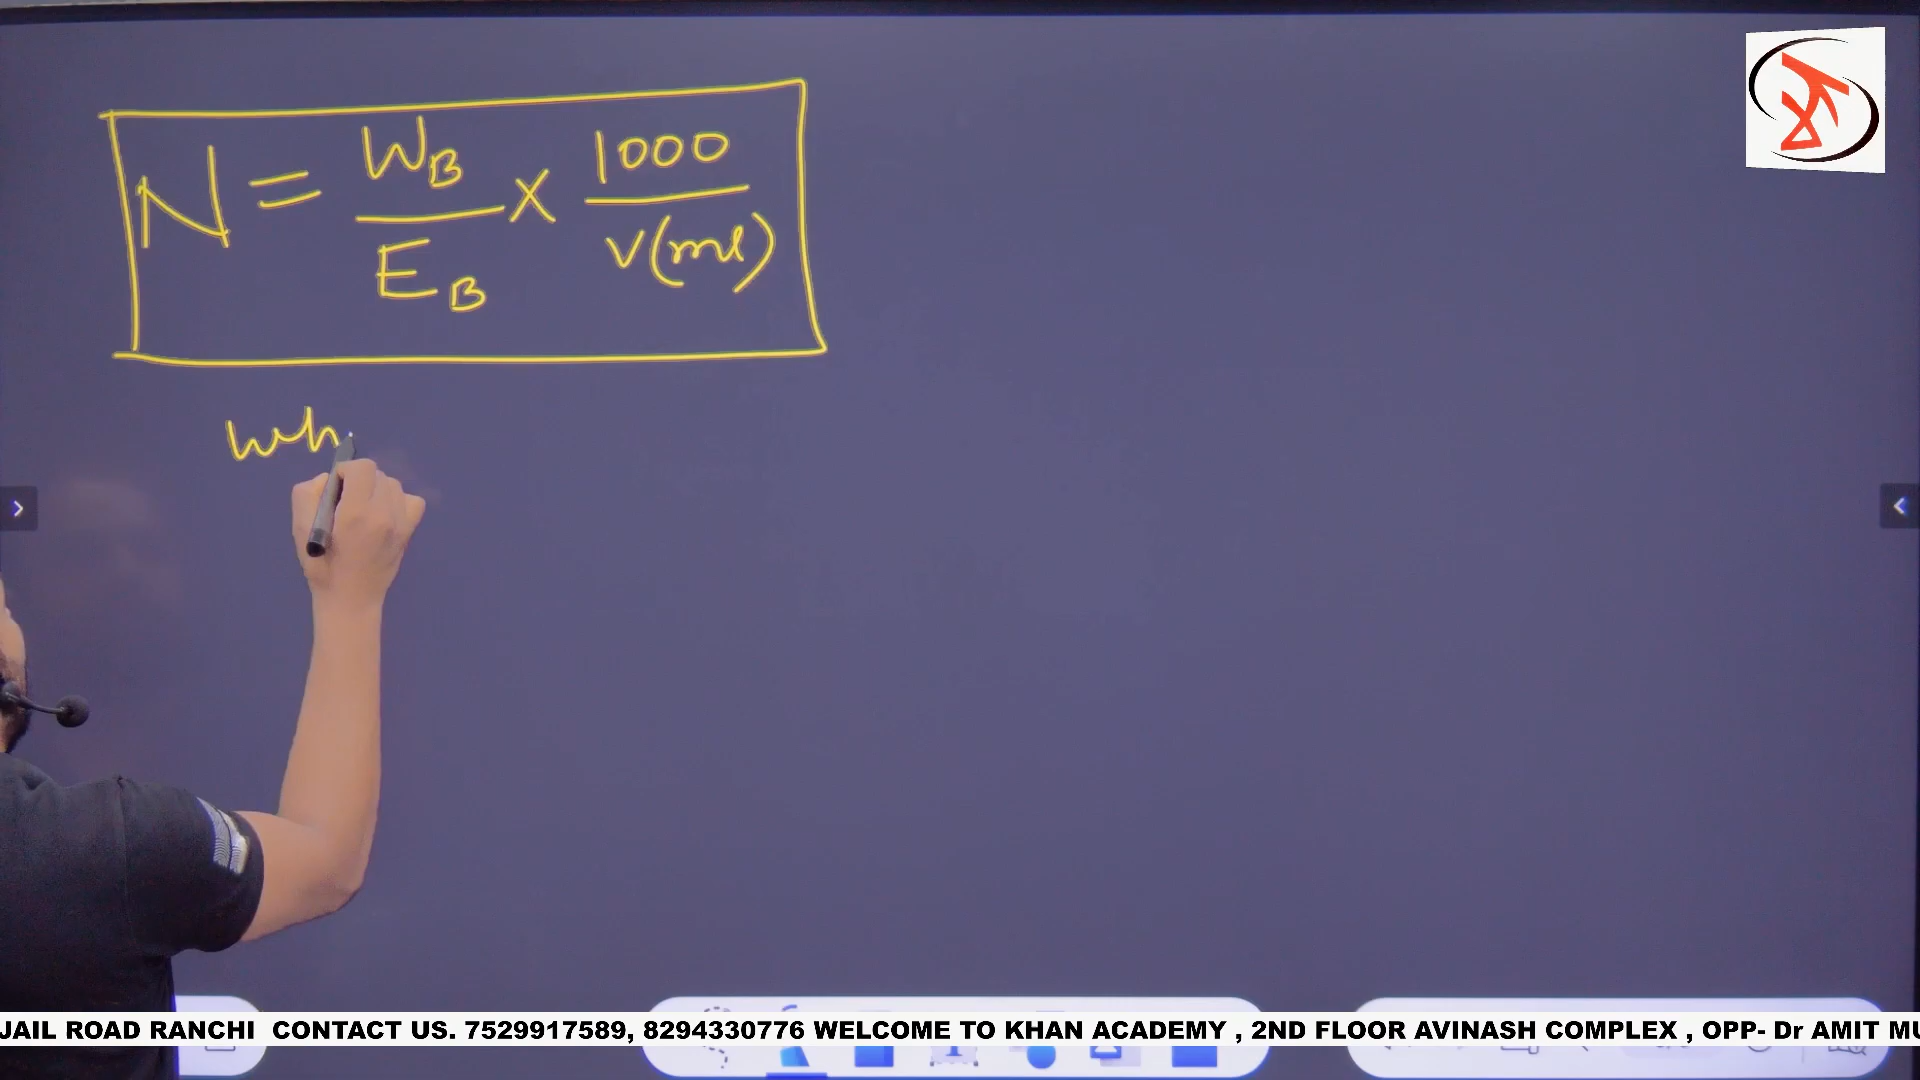 N = W_B / E_B × 1000 / V(ml)
wh
JAIL ROAD RANCHI CONTACT US. 7529917589, 8294330776 WELCOME TO KHAN ACADEMY , 2ND FLOOR AVINASH COMPLEX , OPP- Dr AMIT MU